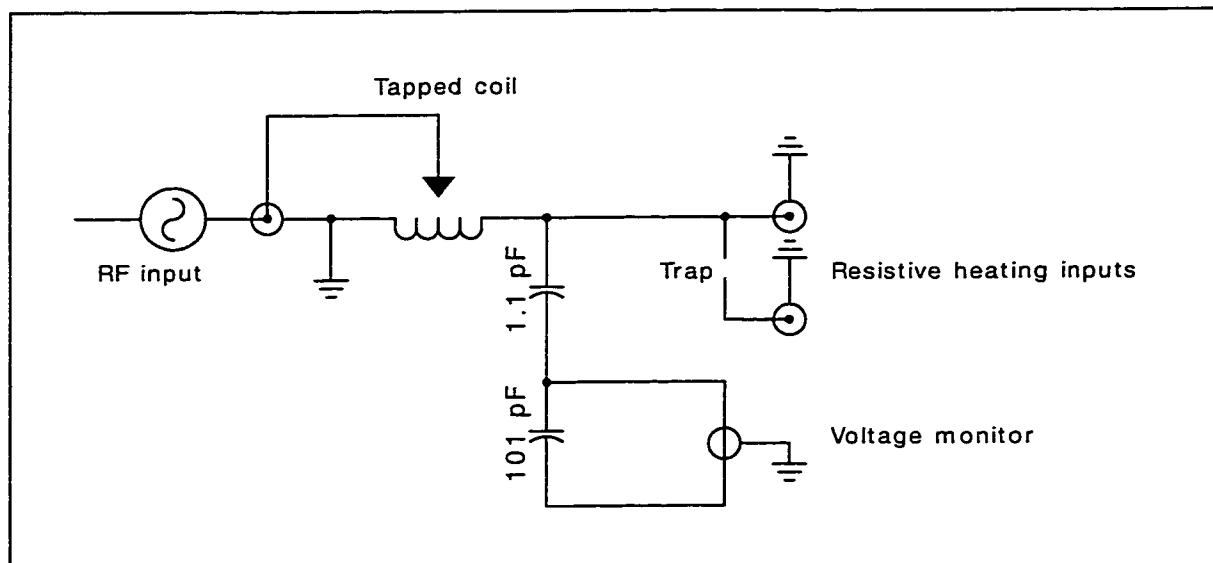 Tapped coil
RF input
Trap
Resistive heating inputs
1.1 pF
101 pF
Voltage monitor